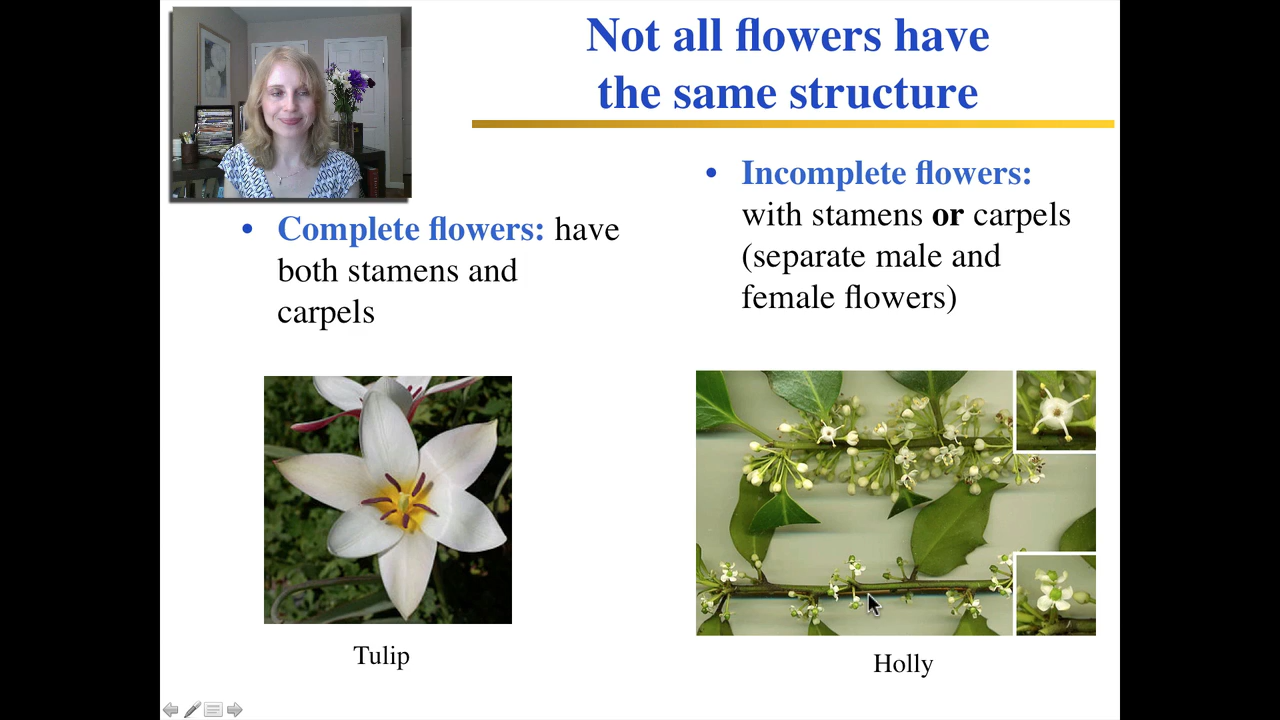 Not all flowers have
the same structure
• Complete flowers: have
both stamens and
carpels
• Incomplete flowers:
with stamens or carpels
(separate male and
female flowers)
Tulip
Holly